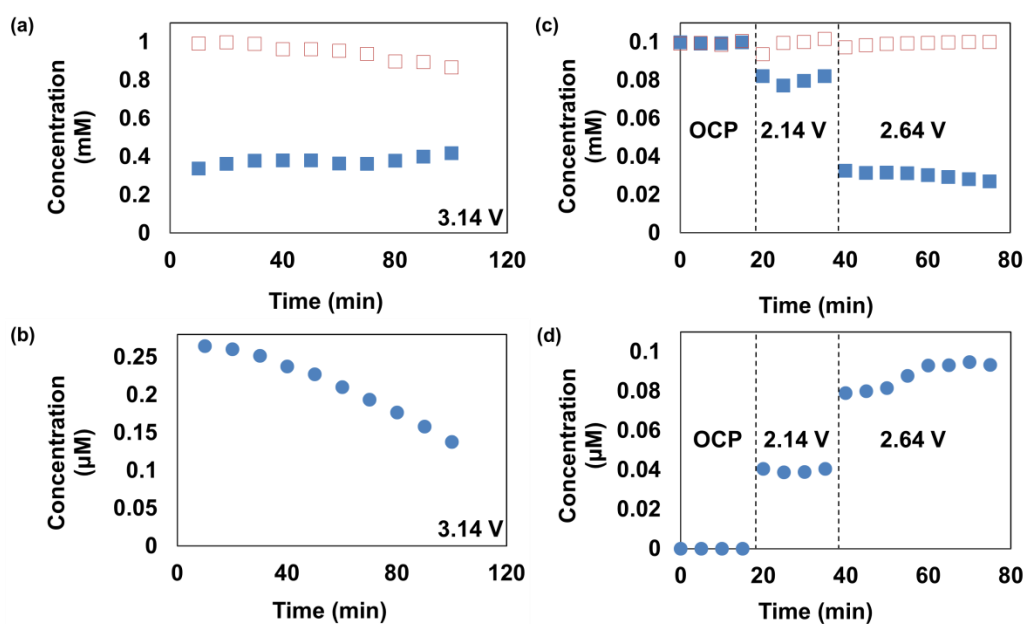 (a)
Concentration
(mM)
1
0.8
0.6
0.4
0.2
0
3.14 V
0 40 80 120
Time (min)
(c)
Concentration
(mM)
0.1
0.08
0.06
0.04
0.02
0
OCP 2.14 V 2.64 V
0 20 40 60 80
Time (min)
(b)
Concentration
(μM)
0.25
0.2
0.15
0.1
0.05
0
3.14 V
0 40 80 120
Time (min)
(d)
Concentration
(μM)
0.1
0.08
0.06
0.04
0.02
0
OCP 2.14 V 2.64 V
0 20 40 60 80
Time (min)